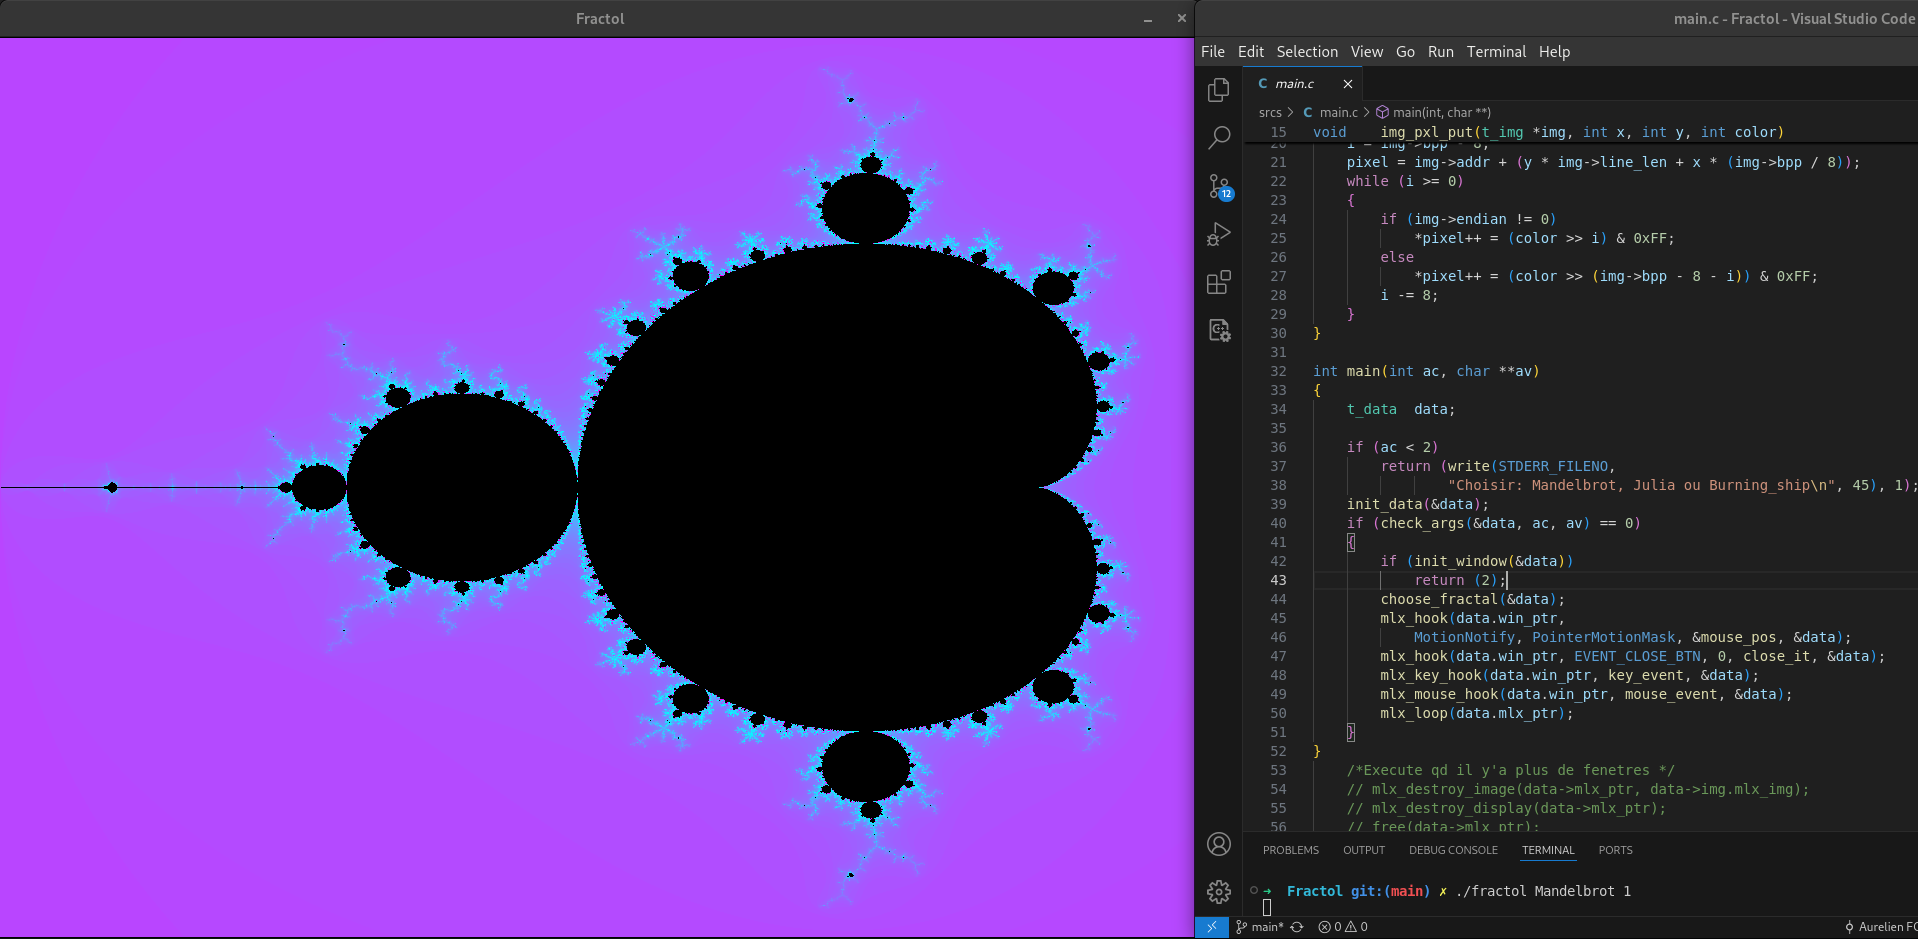 Fractol
main.c - Fractol - Visual Studio Code
File Edit Selection View Go Run Terminal Help
C main.c
srcs > C main.c > main(int, char **)
15 void img_pxl_put(t_img *img, int x, int y, int color)
20 i = img->bpp - 8;
21 pixel = img->addr + (y * img->line_len + x * (img->bpp / 8));
22 while (i >= 0)
23 {
24 if (img->endian != 0)
25 *pixel++ = (color >> i) & 0xFF;
26 else
27 *pixel++ = (color >> (img->bpp - 8 - i)) & 0xFF;
28 i -= 8;
29 }
30 }
31
32 int main(int ac, char **av)
33 {
34 t_data data;
35
36 if (ac < 2)
37 return (write(STDERR_FILENO,
38 "Choisir: Mandelbrot, Julia ou Burning_ship\n", 45), 1);
39 init_data(&data);
40 if (check_args(&data, ac, av) == 0)
41 {
42 if (init_window(&data))
43 return (2);
44 choose_fractal(&data);
45 mlx_hook(data.win_ptr,
46 MotionNotify, PointerMotionMask, &mouse_pos, &data);
47 mlx_hook(data.win_ptr, EVENT_CLOSE_BTN, 0, close_it, &data);
48 mlx_key_hook(data.win_ptr, key_event, &data);
49 mlx_mouse_hook(data.win_ptr, mouse_event, &data);
50 mlx_loop(data.mlx_ptr);
51 }
52 }
53 /*Execute qd il y'a plus de fenetres */
54 // mlx_destroy_image(data->mlx_ptr, data->img.mlx_img);
55 // mlx_destroy_display(data->mlx_ptr);
56 // free(data->mlx_ptr);
12
PROBLEMS OUTPUT DEBUG CONSOLE TERMINAL PORTS
➜ Fractol git:(main) ✗ ./fractol Mandelbrot 1
main* 0 0 Aurelien FO